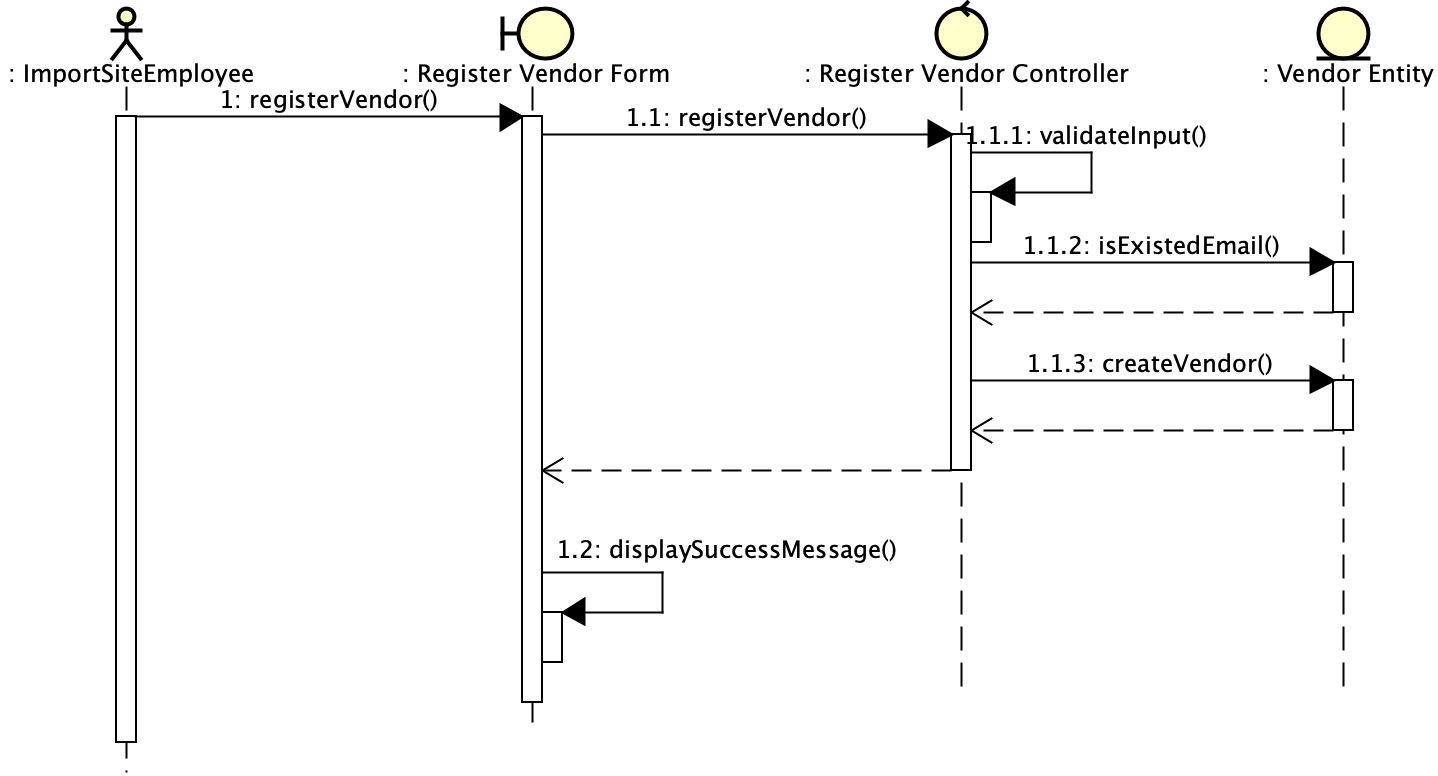 : ImportSiteEmployee
: Register Vendor Form
: Register Vendor Controller
: Vendor Entity
1: registerVendor()
1.1: registerVendor()
1.1.1: validateInput()
1.1.2: isExistedEmail()
1.1.3: createVendor()
1.2: displaySuccessMessage()